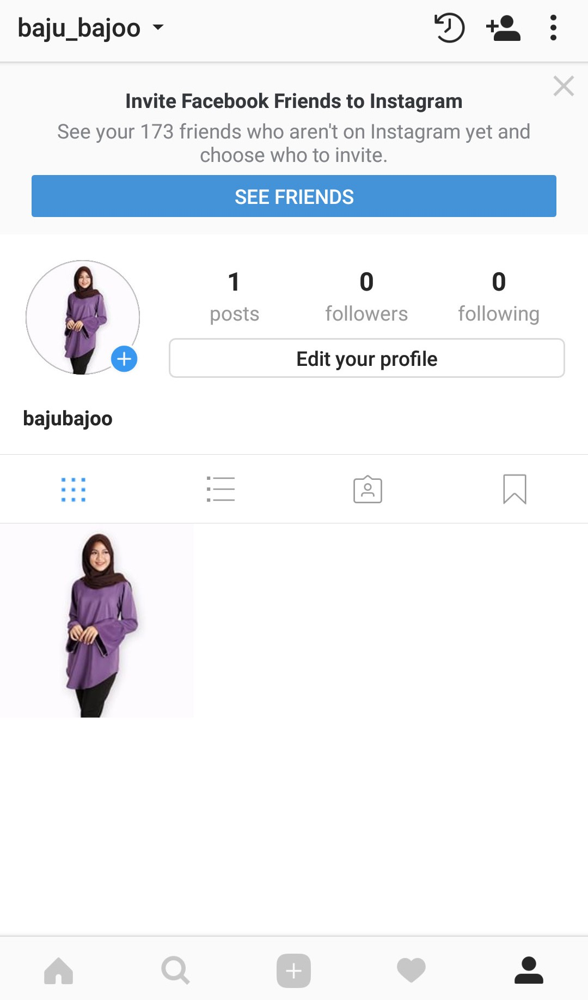 baju_bajoo
Invite Facebook Friends to Instagram
See your 173 friends who aren't on Instagram yet and
choose who to invite.
SEE FRIENDS
1 0 0
posts followers following
Edit your profile
bajubajoo